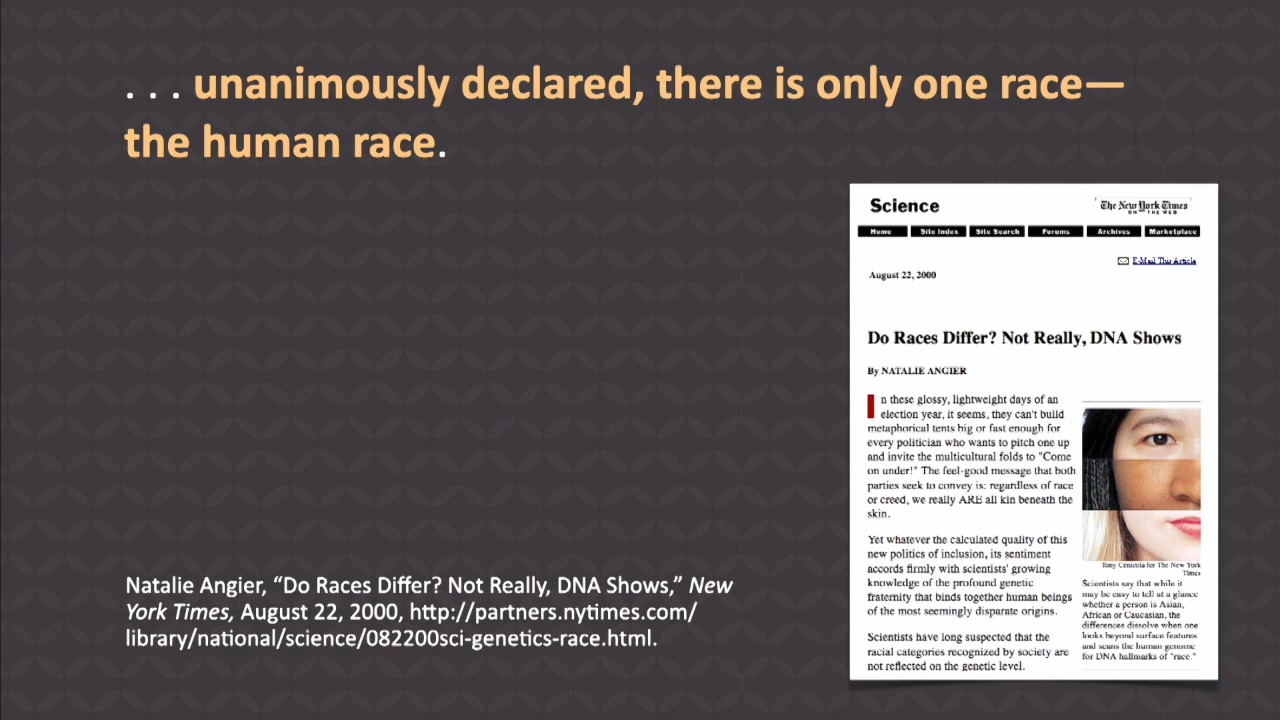 . . . unanimously declared, there is only one race—
the human race.
Science
The New York Times
ON THE WEB
Home Site Index Site Search Forums Archives Marketplace
E-Mail This Article
August 22, 2000
Do Races Differ? Not Really, DNA Shows
By NATALIE ANGIER
In these glossy, lightweight days of an
election year, it seems, they can't build
metaphorical tents big or fast enough for
every politician who wants to pitch one up
and invite the multicultural folds to "Come
on under!" The feel-good message that both
parties seek to convey is: regardless of race
or creed, we really ARE all kin beneath the
skin.
Yet whatever the calculated quality of this
new politics of inclusion, its sentiment
accords firmly with scientists' growing
knowledge of the profound genetic
fraternity that binds together human beings
of the most seemingly disparate origins.
Scientists have long suspected that the
racial categories recognized by society are
not reflected on the genetic level.
Tony Cenicola for The New York
Times
Scientists say that while it
may be easy to tell at a glance
whether a person is Asian,
African or Caucasian, the
differences dissolve when one
looks beyond surface features
and scans the human genome
for DNA hallmarks of "race."
Natalie Angier, “Do Races Differ? Not Really, DNA Shows,” New
York Times, August 22, 2000, http://partners.nytimes.com/
library/national/science/082200sci-genetics-race.html.